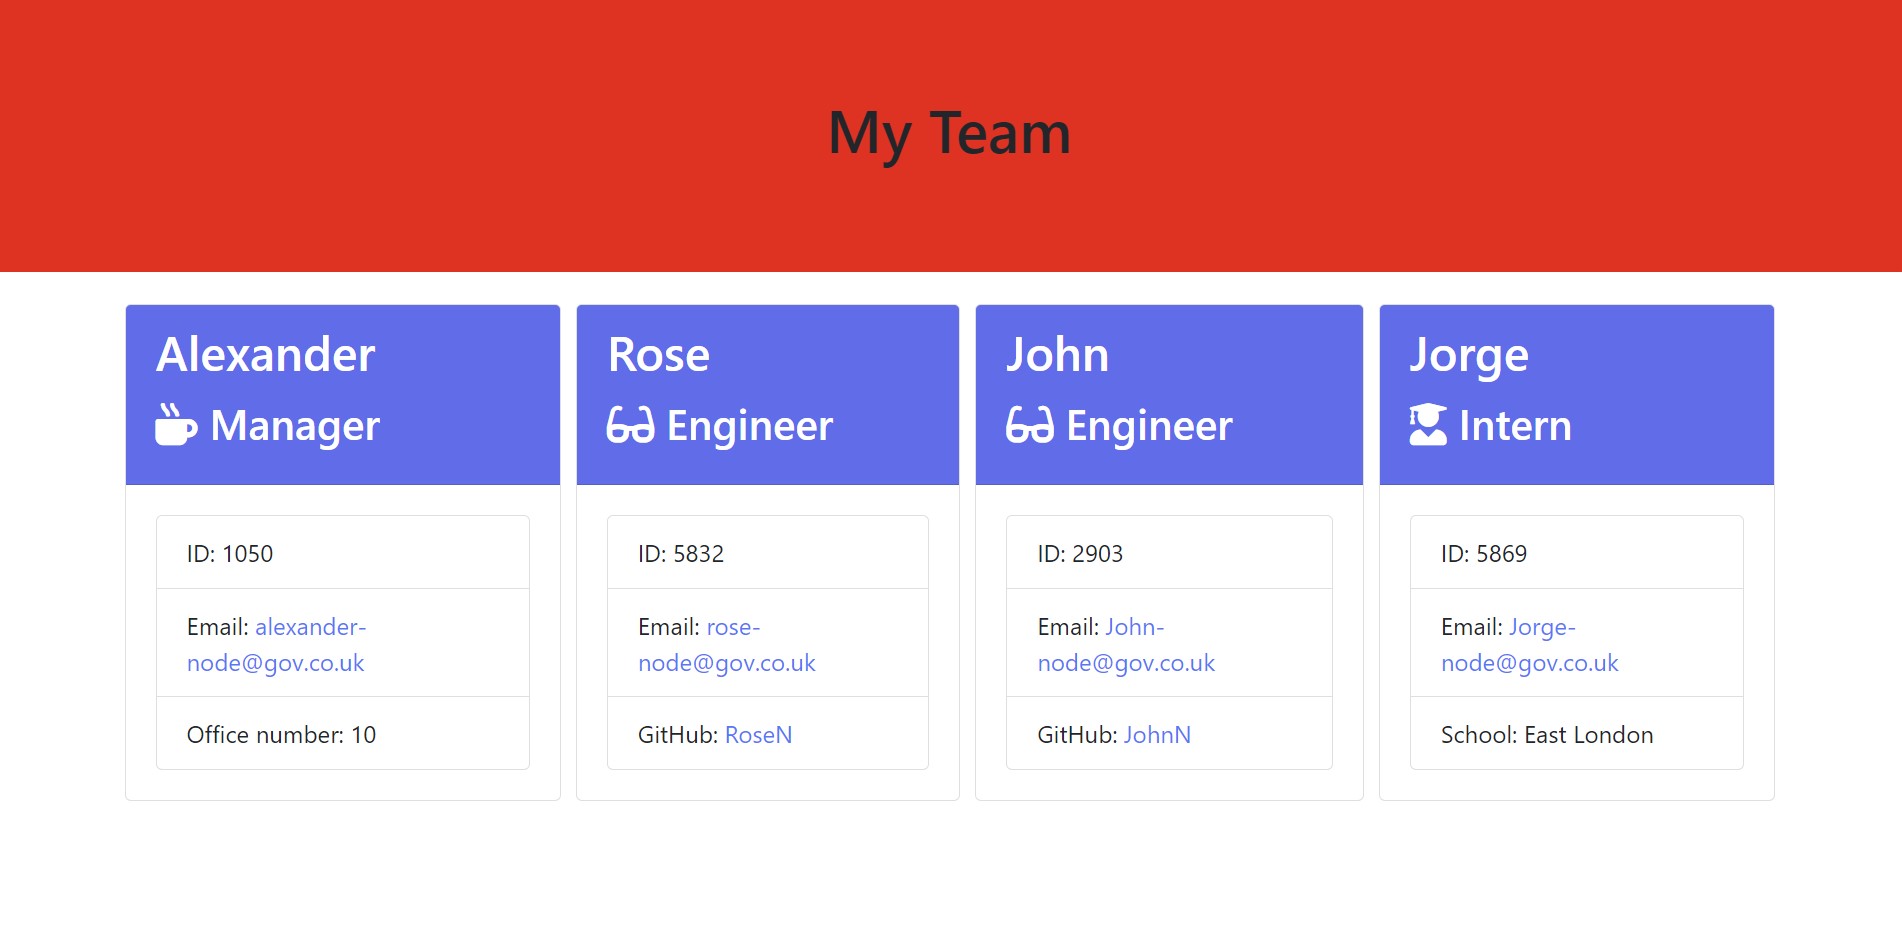 My Team
Alexander
Manager
ID: 1050
Email: alexander-
node@gov.co.uk
Office number: 10
Rose
Engineer
ID: 5832
Email: rose-
node@gov.co.uk
GitHub: RoseN
John
Engineer
ID: 2903
Email: John-
node@gov.co.uk
GitHub: JohnN
Jorge
Intern
ID: 5869
Email: Jorge-
node@gov.co.uk
School: East London